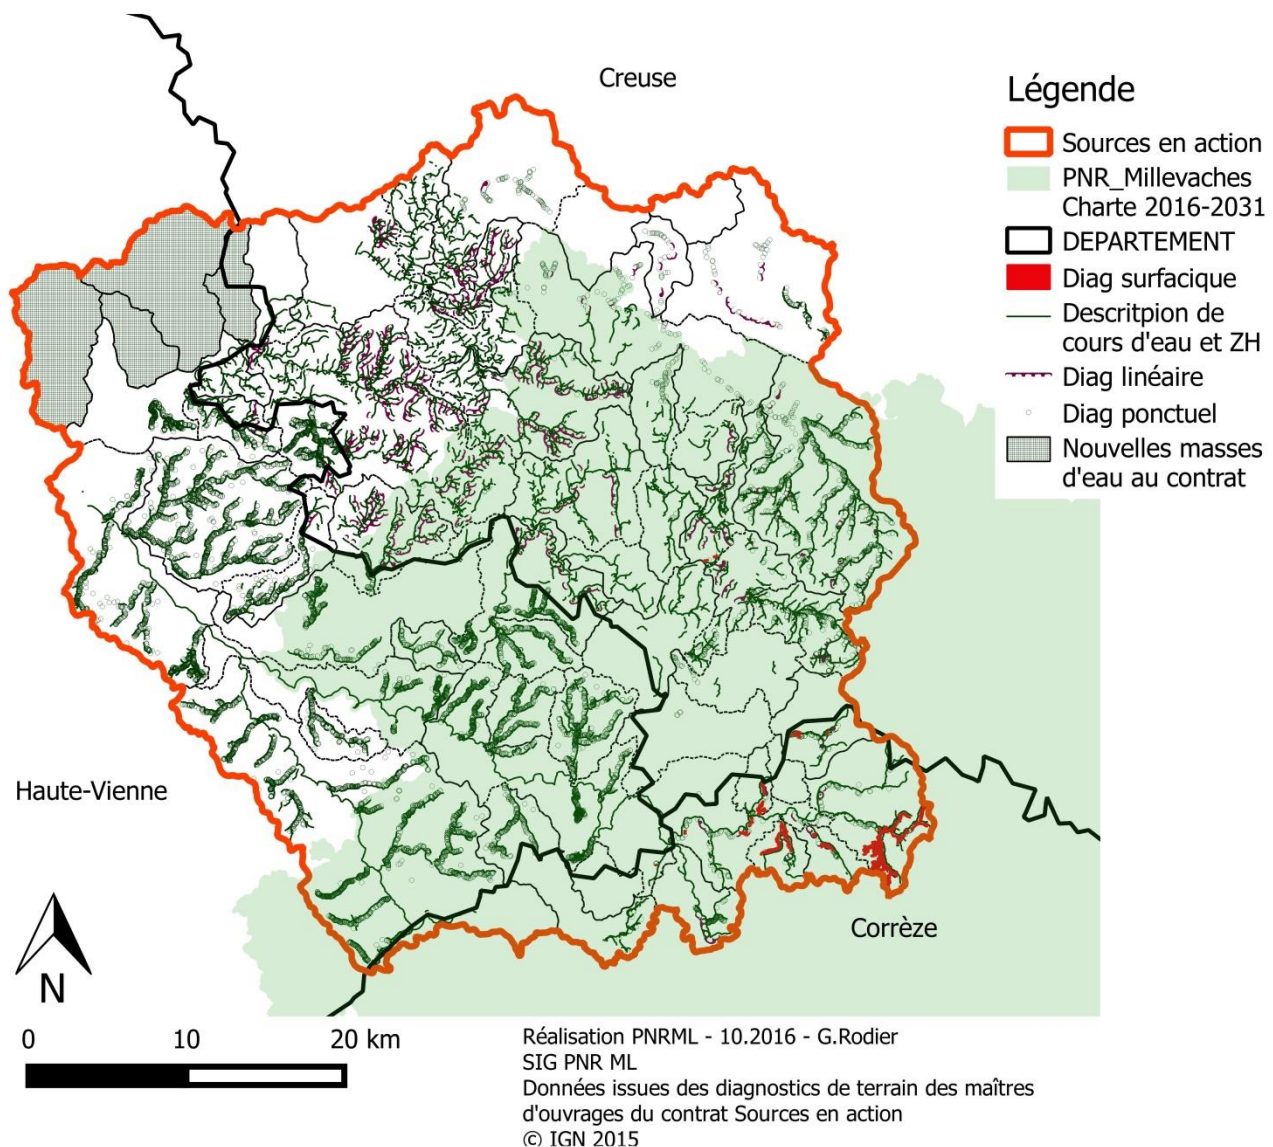 Creuse
Légende
Sources en action
PNR_Millevaches
Charte 2016-2031
DEPARTEMENT
Diag surfacique
Descritpion de
cours d'eau et ZH
Diag linéaire
Diag ponctuel
Nouvelles masses
d'eau au contrat
Haute-Vienne
Corrèze
N
0 10 20 km
Réalisation PNRML - 10.2016 - G.Rodier
SIG PNR ML
Données issues des diagnostics de terrain des maîtres
d'ouvrages du contrat Sources en action
© IGN 2015